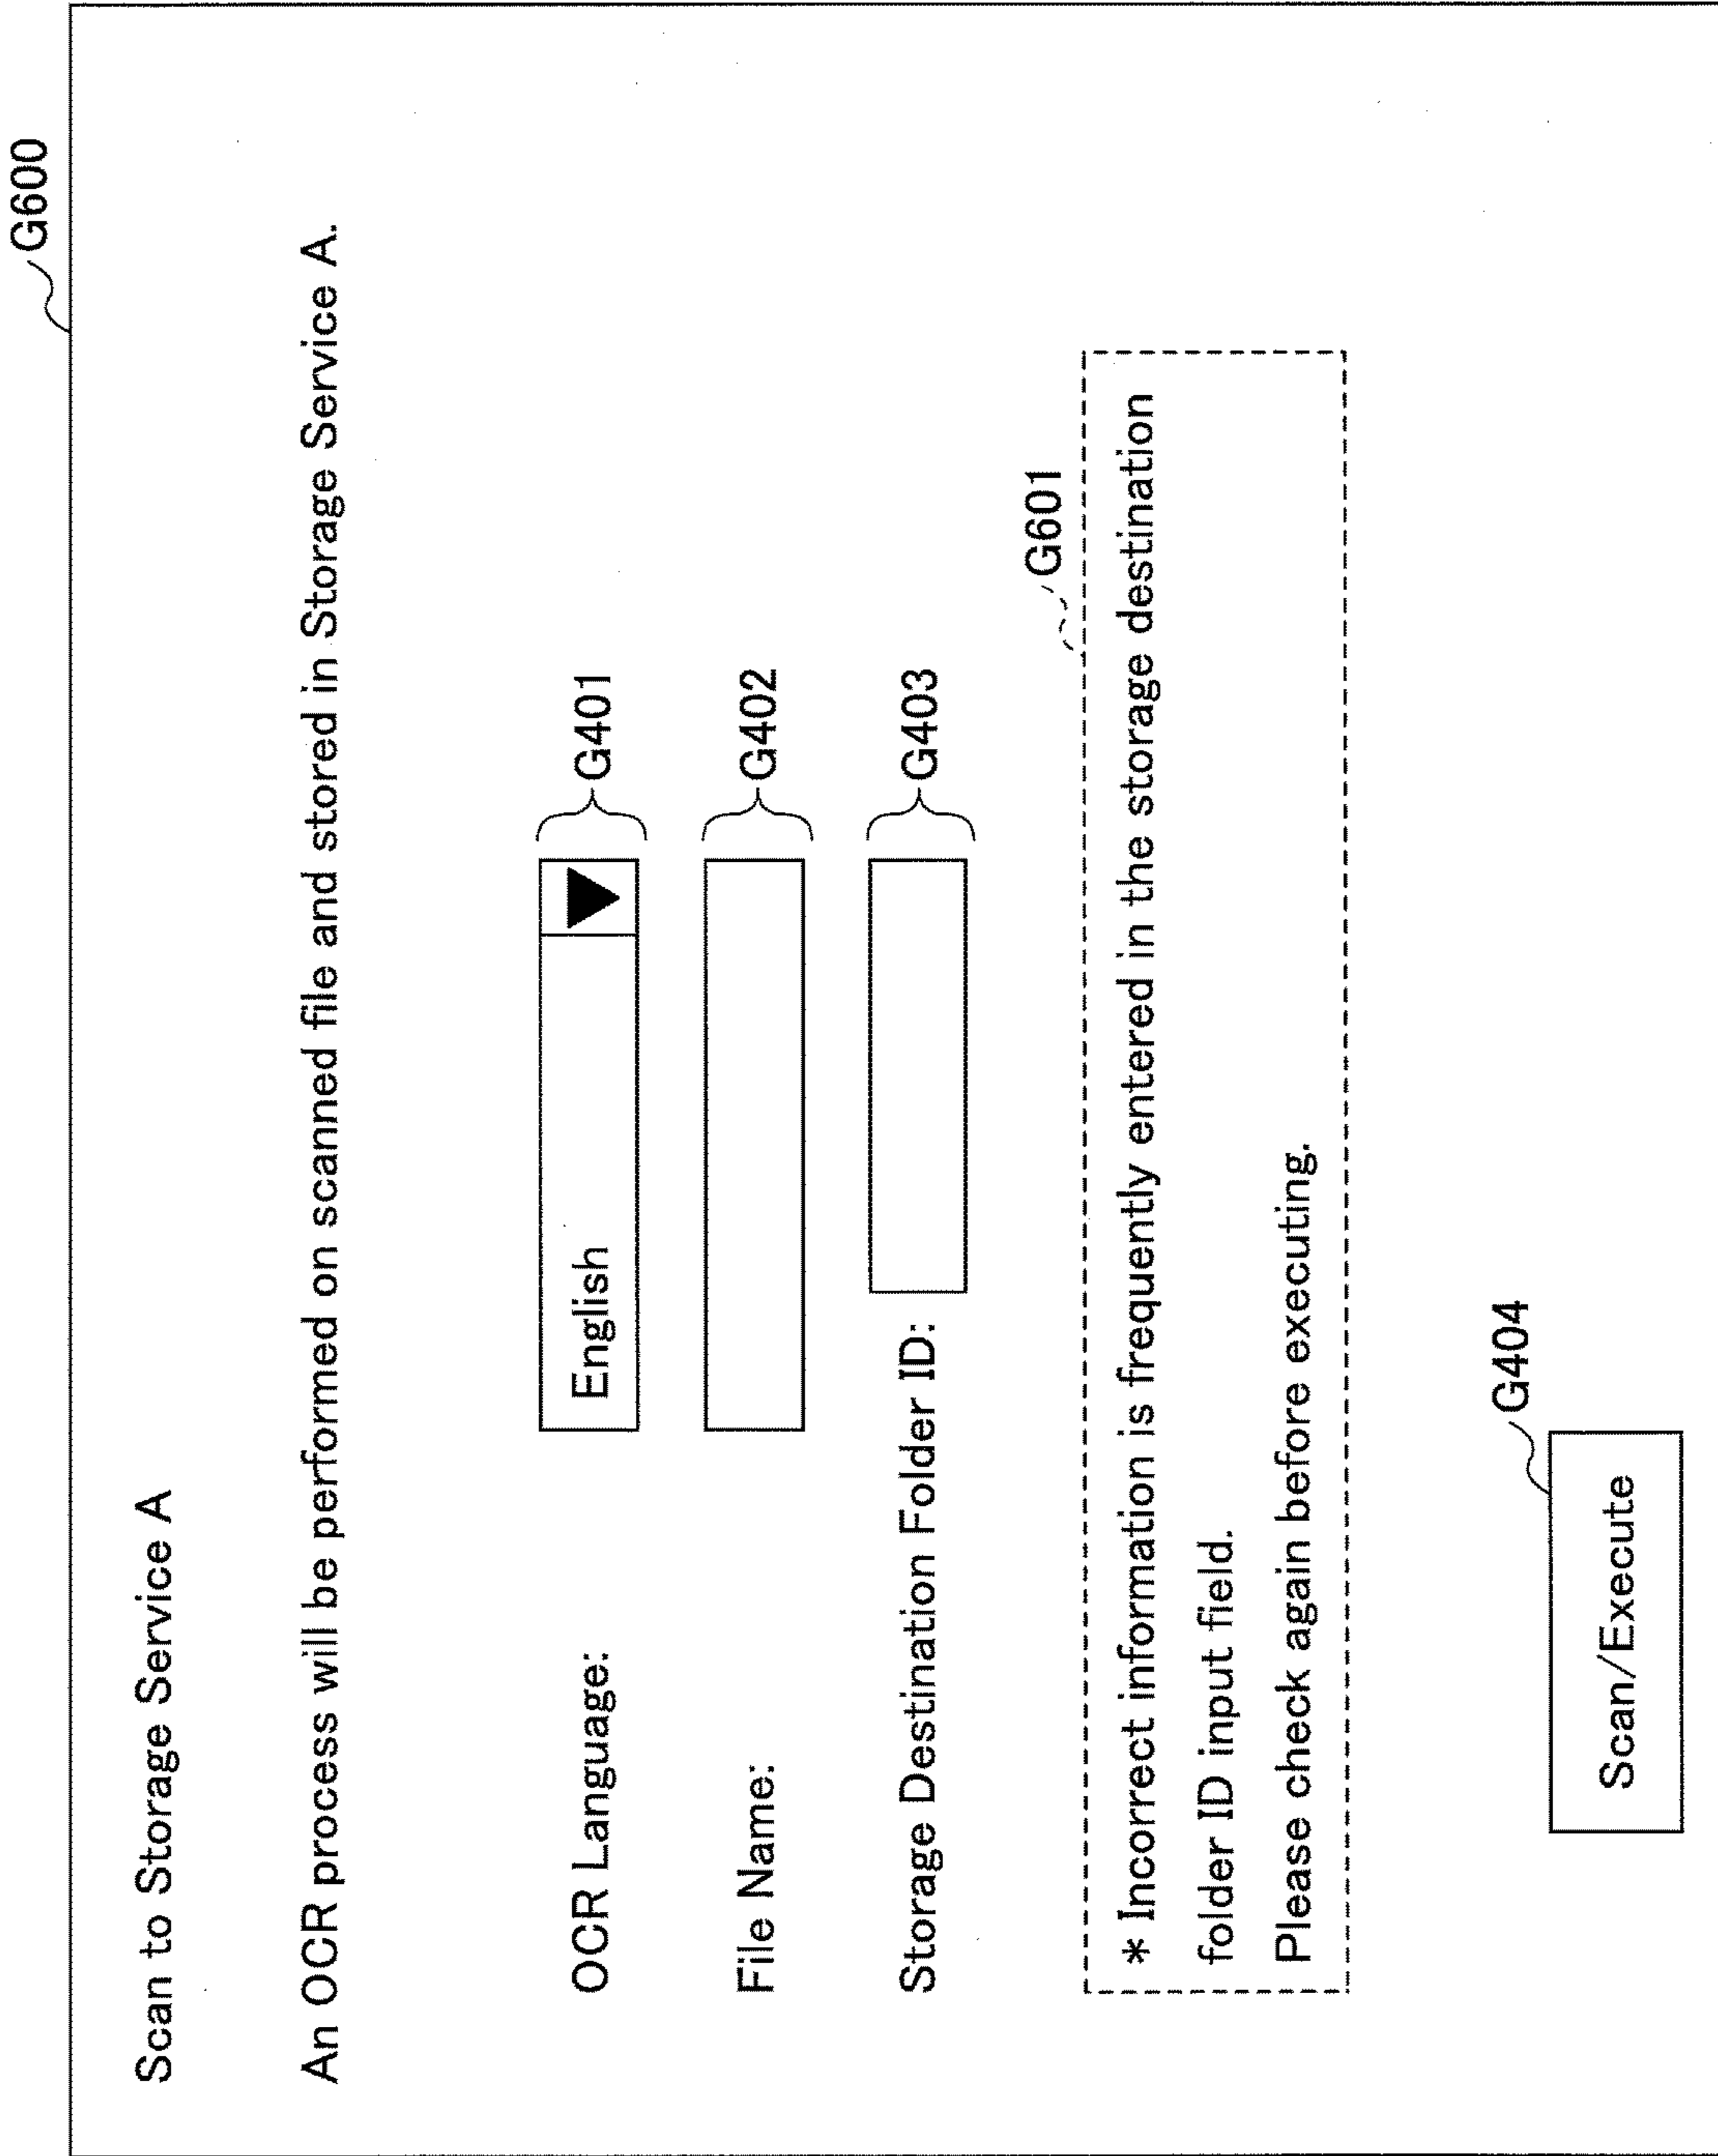 G600
Scan to Storage Service A
An OCR process will be performed on scanned file and stored in Storage Service A.
OCR Language:
English
G401
File Name:
G402
Storage Destination Folder ID:
G403
G601
* Incorrect information is frequently entered in the storage destination
folder ID input field.
Please check again before executing.
G404
Scan/Execute